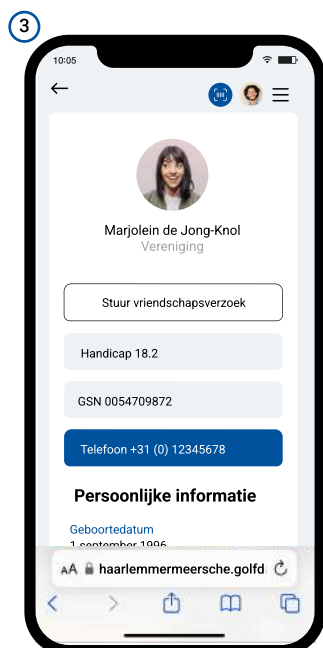 3
10:05
Marjolein de Jong-Knol
Vereniging
Stuur vriendschapsverzoek
Handicap 18.2
GSN 0054709872
Telefoon +31 (0) 12345678
Persoonlijke informatie
Geboortedatum
1 september 1996
AA haarlemmermeersche.golfd